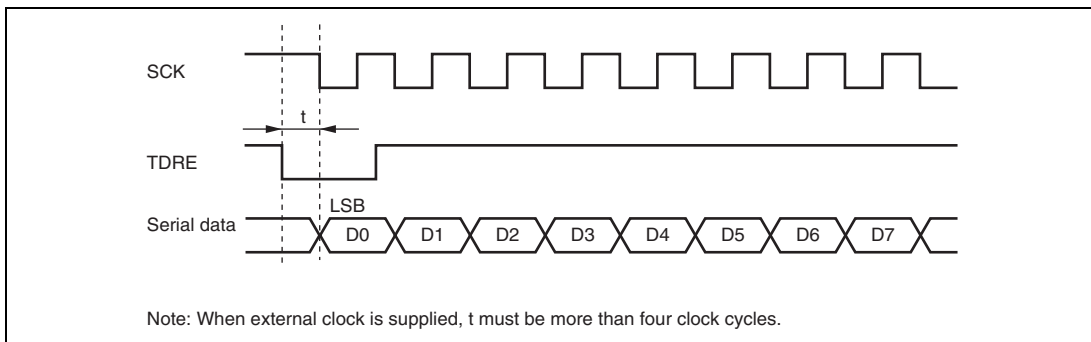 SCK
t
TDRE
LSB
Serial data
D0 D1 D2 D3 D4 D5 D6 D7
Note: When external clock is supplied, t must be more than four clock cycles.